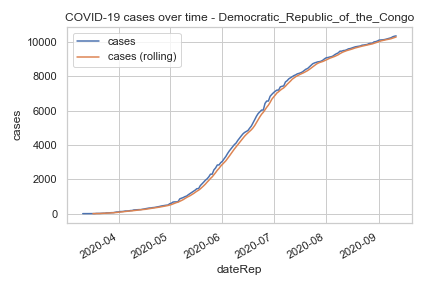 COVID-19 cases over time - Democratic_Republic_of_the_Congo
cases
cases (rolling)
10000
8000
6000
4000
2000
0
cases
2020-04
2020-05
2020-06
2020-07
2020-08
2020-09
dateRep